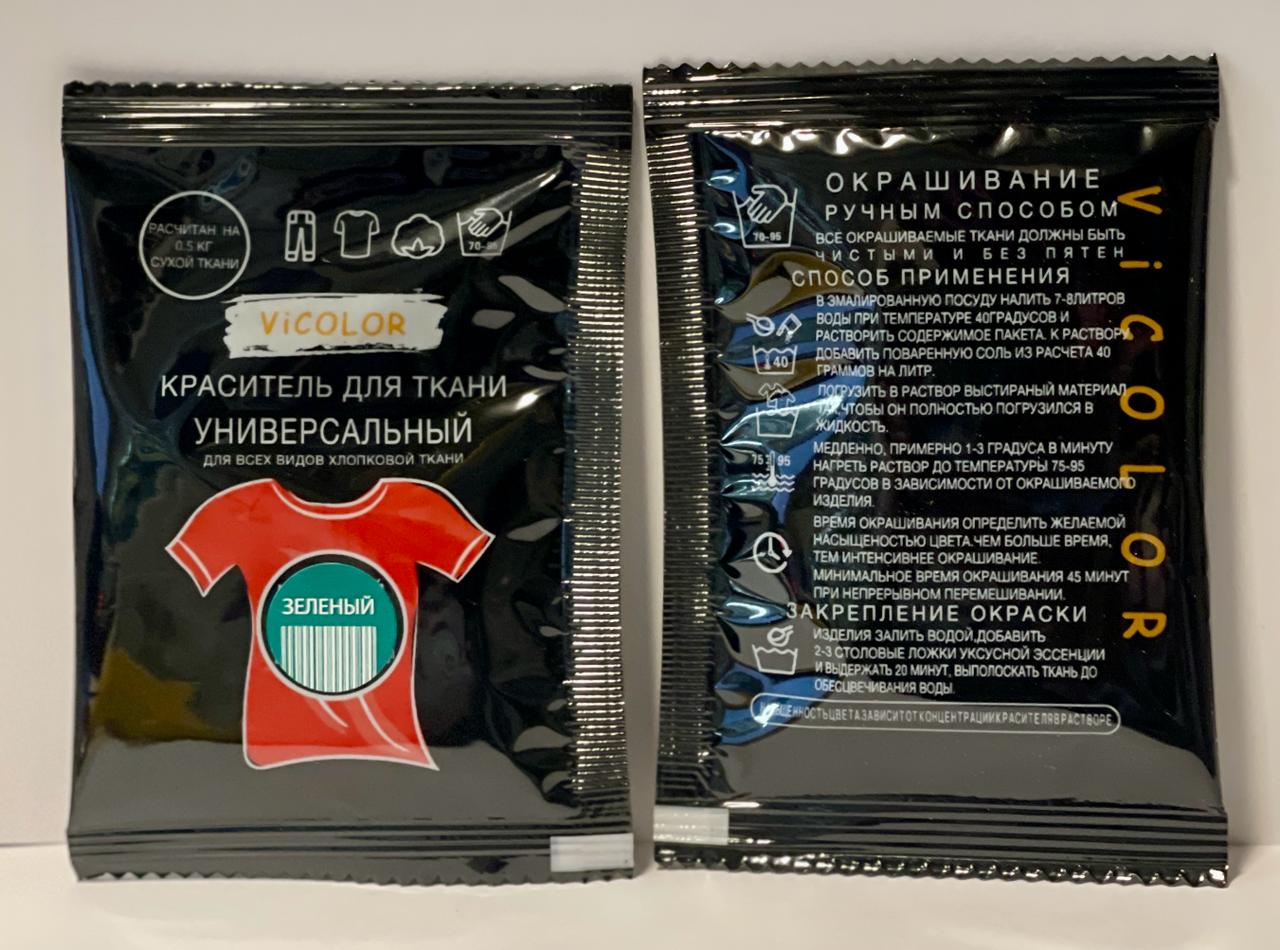 РАСЧИТАН НА
0.5 КГ
СУХОЙ ТКАНИ
70-95
ViCOLOR
КРАСИТЕЛЬ ДЛЯ ТКАНИ
УНИВЕРСАЛЬНЫЙ
ДЛЯ ВСЕХ ВИДОВ ХЛОПКОВОЙ ТКАНИ
ЗЕЛЕНЫЙ
ОКРАШИВАНИЕ
РУЧНЫМ СПОСОБОМ
70-95
ВСЕ ОКРАШИВАЕМЫЕ ТКАНИ ДОЛЖНЫ БЫТЬ
ЧИСТЫМИ И БЕЗ ПЯТЕН
СПОСОБ ПРИМЕНЕНИЯ
В ЭМАЛИРОВАННУЮ ПОСУДУ НАЛИТЬ 7-8ЛИТРОВ
ВОДЫ ПРИ ТЕМПЕРАТУРЕ 40ГРАДУСОВ И
РАСТВОРИТЬ СОДЕРЖИМОЕ ПАКЕТА. К РАСТВОРУ
ДОБАВИТЬ ПОВАРЕННУЮ СОЛЬ ИЗ РАСЧЕТА 40
ГРАММОВ НА ЛИТР.
40
ПОГРУЗИТЬ В РАСТВОР ВЫСТИРАНЫЙ МАТЕРИАЛ
ТАК,ЧТОБЫ ОН ПОЛНОСТЬЮ ПОГРУЗИЛСЯ В
ЖИДКОСТЬ.
МЕДЛЕННО, ПРИМЕРНО 1-3 ГРАДУСА В МИНУТУ
НАГРЕТЬ РАСТВОР ДО ТЕМПЕРАТУРЫ 75-95
ГРАДУСОВ В ЗАВИСИМОСТИ ОТ ОКРАШИВАЕМОГО
ИЗДЕЛИЯ.
75 95
ВРЕМЯ ОКРАШИВАНИЯ ОПРЕДЕЛИТЬ ЖЕЛАЕМОЙ
НАСЫЩЕНОСТЬЮ ЦВЕТА.ЧЕМ БОЛЬШЕ ВРЕМЯ,
ТЕМ ИНТЕНСИВНЕЕ ОКРАШИВАНИЕ.
МИНИМАЛЬНОЕ ВРЕМЯ ОКРАШИВАНИЯ 45 МИНУТ
ПРИ НЕПРЕРЫВНОМ ПЕРЕМЕШИВАНИИ.
ЗАКРЕПЛЕНИЕ ОКРАСКИ
ИЗДЕЛИЯ ЗАЛИТЬ ВОДОЙ,ДОБАВИТЬ
2-3 СТОЛОВЫЕ ЛОЖКИ УКСУСНОЙ ЭССЕНЦИИ
И ВЫДЕРЖАТЬ 20 МИНУТ, ВЫПОЛОСКАТЬ ТКАНЬ ДО
ОБЕСЦВЕЧИВАНИЯ ВОДЫ.
ЦВЕТА ЗАВИСИТ ОТ КОНЦЕНТРАЦИИ КРАСИТЕЛЯ В РАСТВОРЕ
ViCOLOR